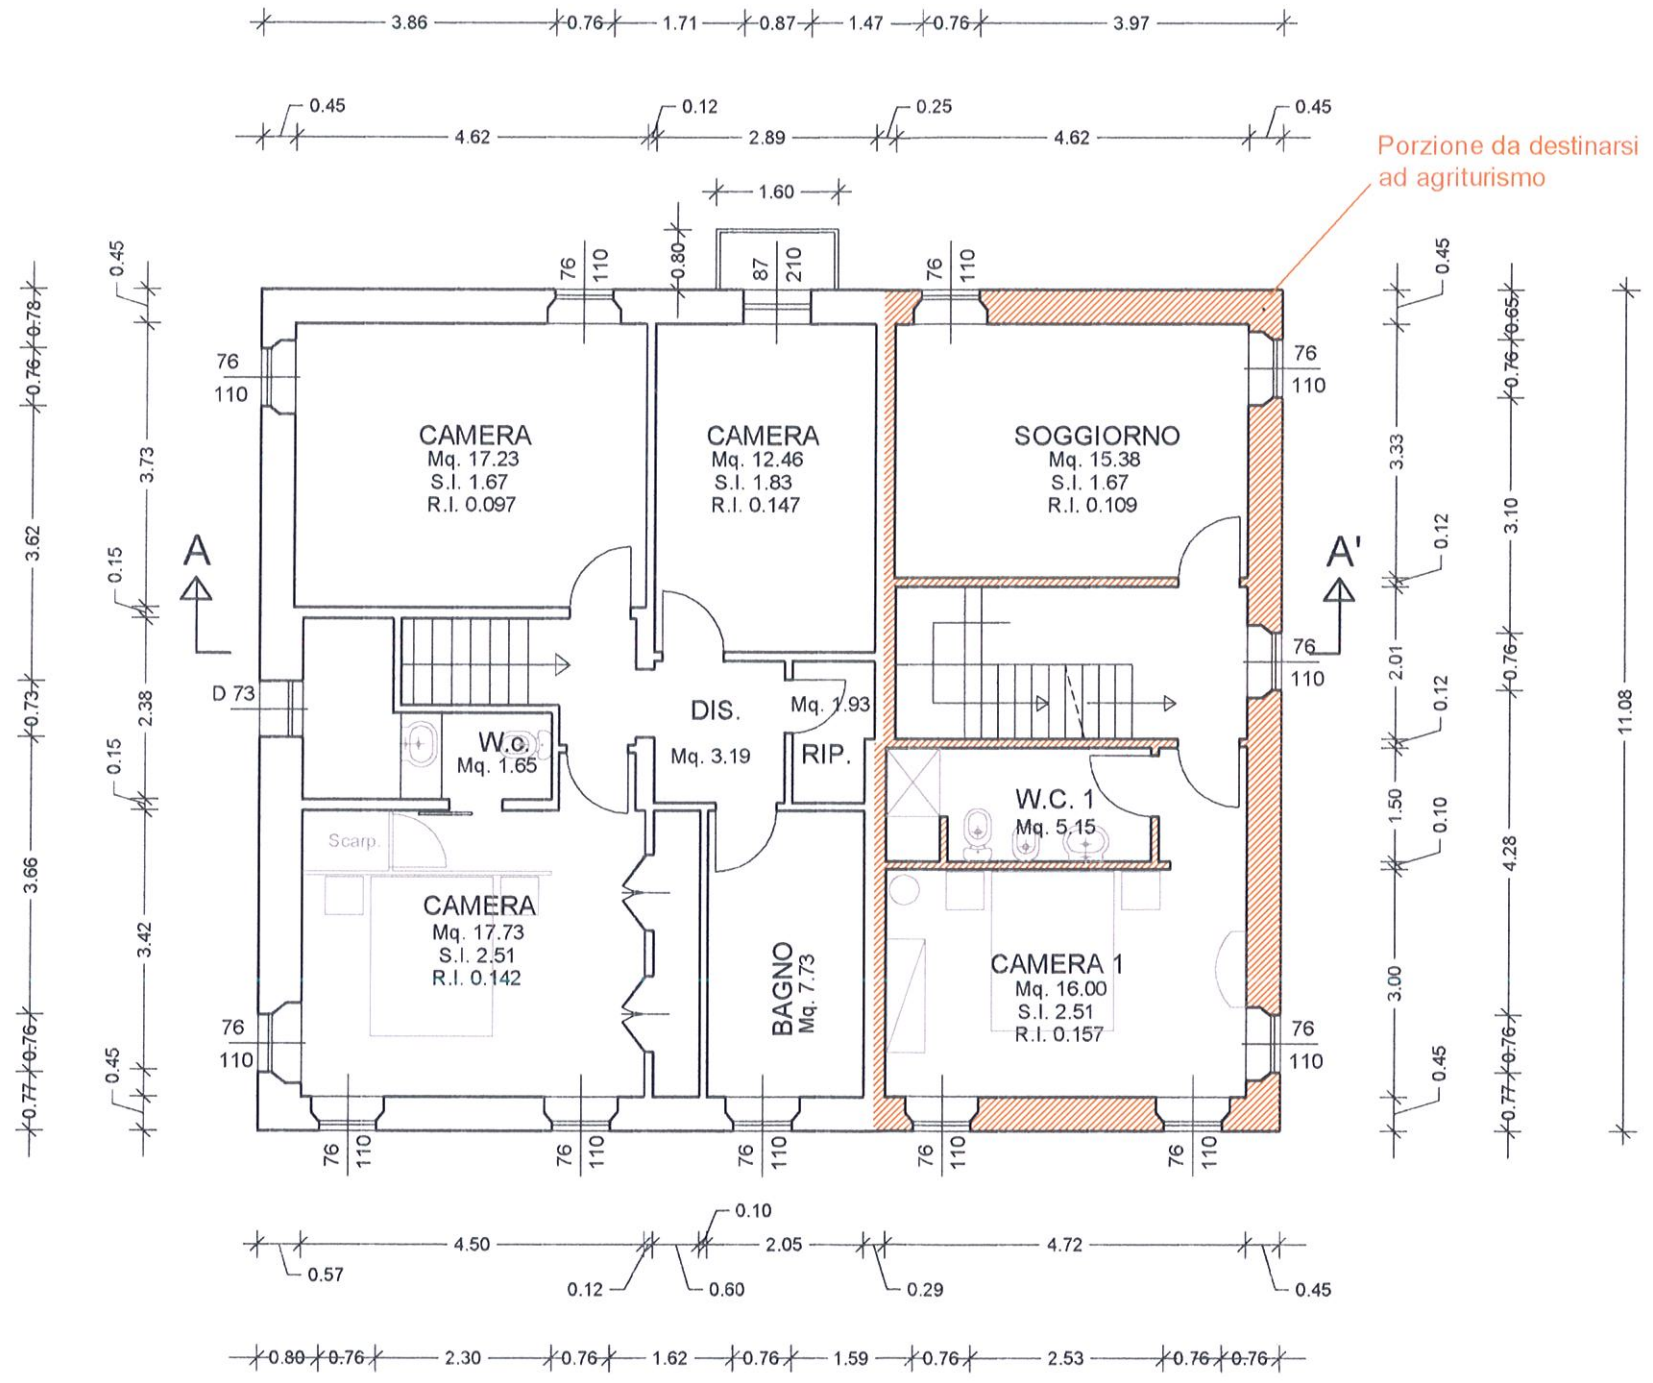 3.86 0.76 1.71 0.87 1.47 0.76 3.97
0.45 0.12 0.25 0.45
4.62 2.89 4.62
Porzione da destinarsi
ad agriturismo
1.60
0.80
76 110
87 210
76 110
0.45
0.78
0.76
3.62
0.73
3.66
0.76
0.77
0.45
3.73
0.15
2.38
0.15
3.42
0.45
76
110
CAMERA
Mq. 17.23
S.I. 1.67
R.I. 0.097
CAMERA
Mq. 12.46
S.I. 1.83
R.I. 0.147
SOGGIORNO
Mq. 15.38
S.I. 1.67
R.I. 0.109
76
110
0.45
3.33
0.12
2.01
0.12
1.50
0.10
3.00
0.45
0.65
0.76
3.10
0.76
4.28
0.76
0.77
11.08
A
A'
76
110
D 73
DIS.
Mq. 3.19
Mq. 1.93
RIP.
W.c.
Mq. 1.65
W.C. 1
Mq. 5.15
Scarp.
CAMERA
Mq. 17.73
S.I. 2.51
R.I. 0.142
BAGNO
Mq. 7.73
CAMERA 1
Mq. 16.00
S.I. 2.51
R.I. 0.157
76
110
76
110
76 110
76 110
76 110
76 110
76 110
0.10
4.50 2.05 4.72
0.57 0.12 0.60 0.29 0.45
0.80 0.76 2.30 0.76 1.62 0.76 1.59 0.76 2.53 0.76 0.76